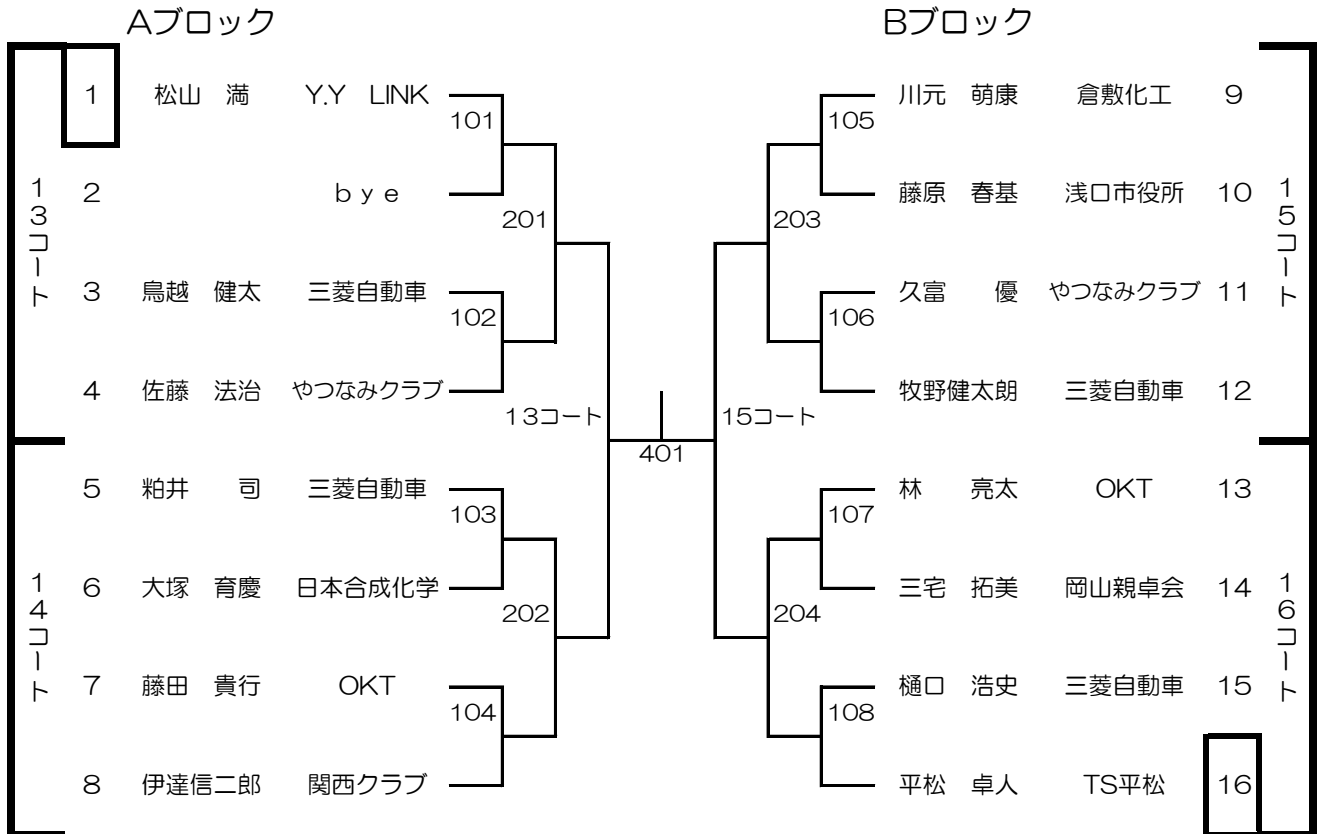 Aブロック
Bブロック
1 松山 満 Y.Y LINK
101
2 bye
201
3 鳥越 健太 三菱自動車
102
4 佐藤 法治 やつなみクラブ
13コート
13コート
5 粕井 司 三菱自動車
103
6 大塚 育慶 日本合成化学
202
7 藤田 貴行 OKT
104
8 伊達信二郎 関西クラブ
14コート
401
川元 萌康 倉敷化工 9
105
藤原 春基 浅口市役所 10
203
久富 優 やつなみクラブ 11
106
牧野健太朗 三菱自動車 12
15コート
15コート
林 亮太 OKT 13
107
三宅 拓美 岡山親卓会 14
204
樋口 浩史 三菱自動車 15
108
平松 卓人 TS平松 16
16コート